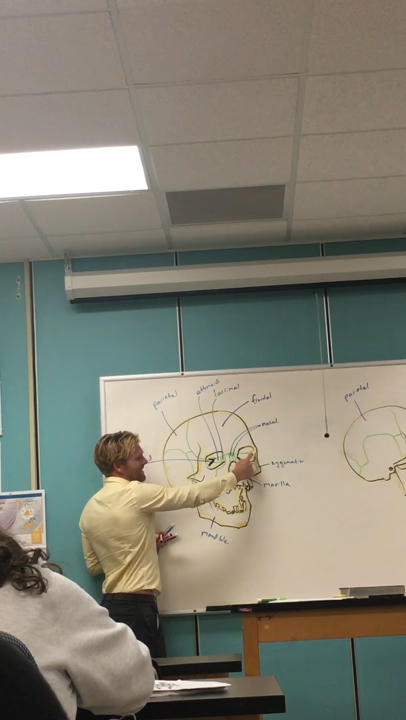 parietal
ethmoid
lacrimal
frontal
nasal
zygomatic
maxilla
mandible
parietal